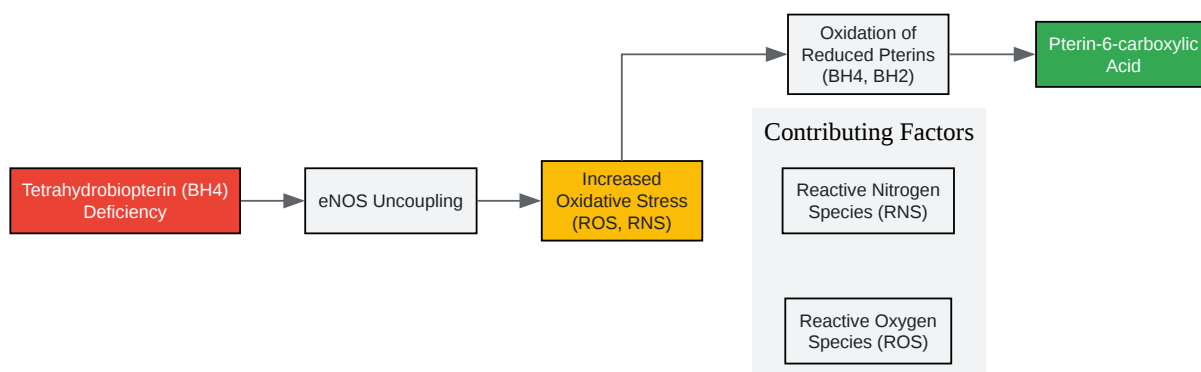 Tetrahydrobiopterin (BH4)
Deficiency
eNOS Uncoupling
Increased
Oxidative Stress
(ROS, RNS)
Oxidation of
Reduced Pterins
(BH4, BH2)
Pterin-6-carboxylic
Acid
Contributing Factors
Reactive Nitrogen
Species (RNS)
Reactive Oxygen
Species (ROS)